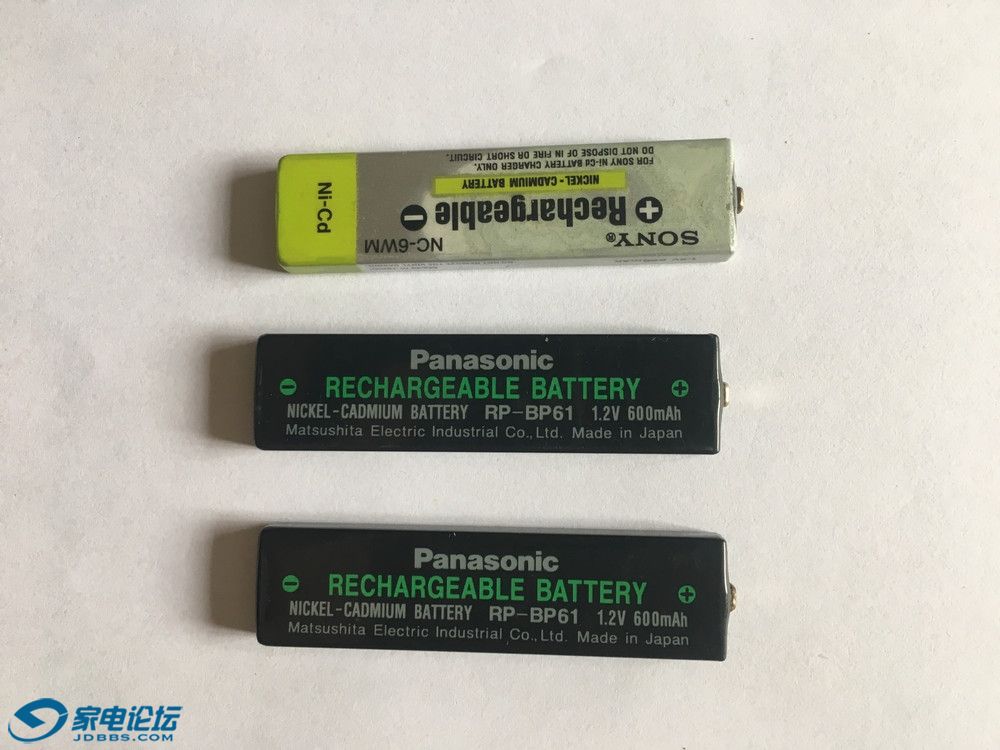 Ni-Cd
SONY®
NC-6WM
+ Rechargeable −
NICKEL - CADMIUM BATTERY
FOR SONY Ni-Cd BATTERY CHARGER ONLY.
DO NOT DISPOSE OF IN FIRE OR SHORT CIRCUIT.
Panasonic
− RECHARGEABLE BATTERY +
NICKEL-CADMIUM BATTERY RP-BP61 1.2V 600mAh
Matsushita Electric Industrial Co.,Ltd. Made in Japan
Panasonic
− RECHARGEABLE BATTERY +
NICKEL-CADMIUM BATTERY RP-BP61 1.2V 600mAh
Matsushita Electric Industrial Co.,Ltd. Made in Japan
家电论坛
JDBBS.COM